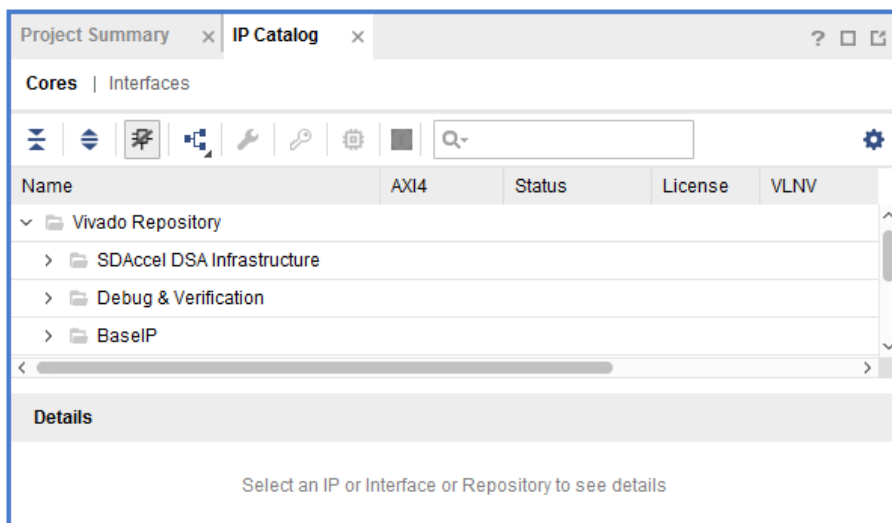 Project Summary × IP Catalog × ?
Cores | Interfaces
Name AXI4 Status License VLNV
Vivado Repository
SDAccel DSA Infrastructure
Debug & Verification
BaseIP
Details
Select an IP or Interface or Repository to see details